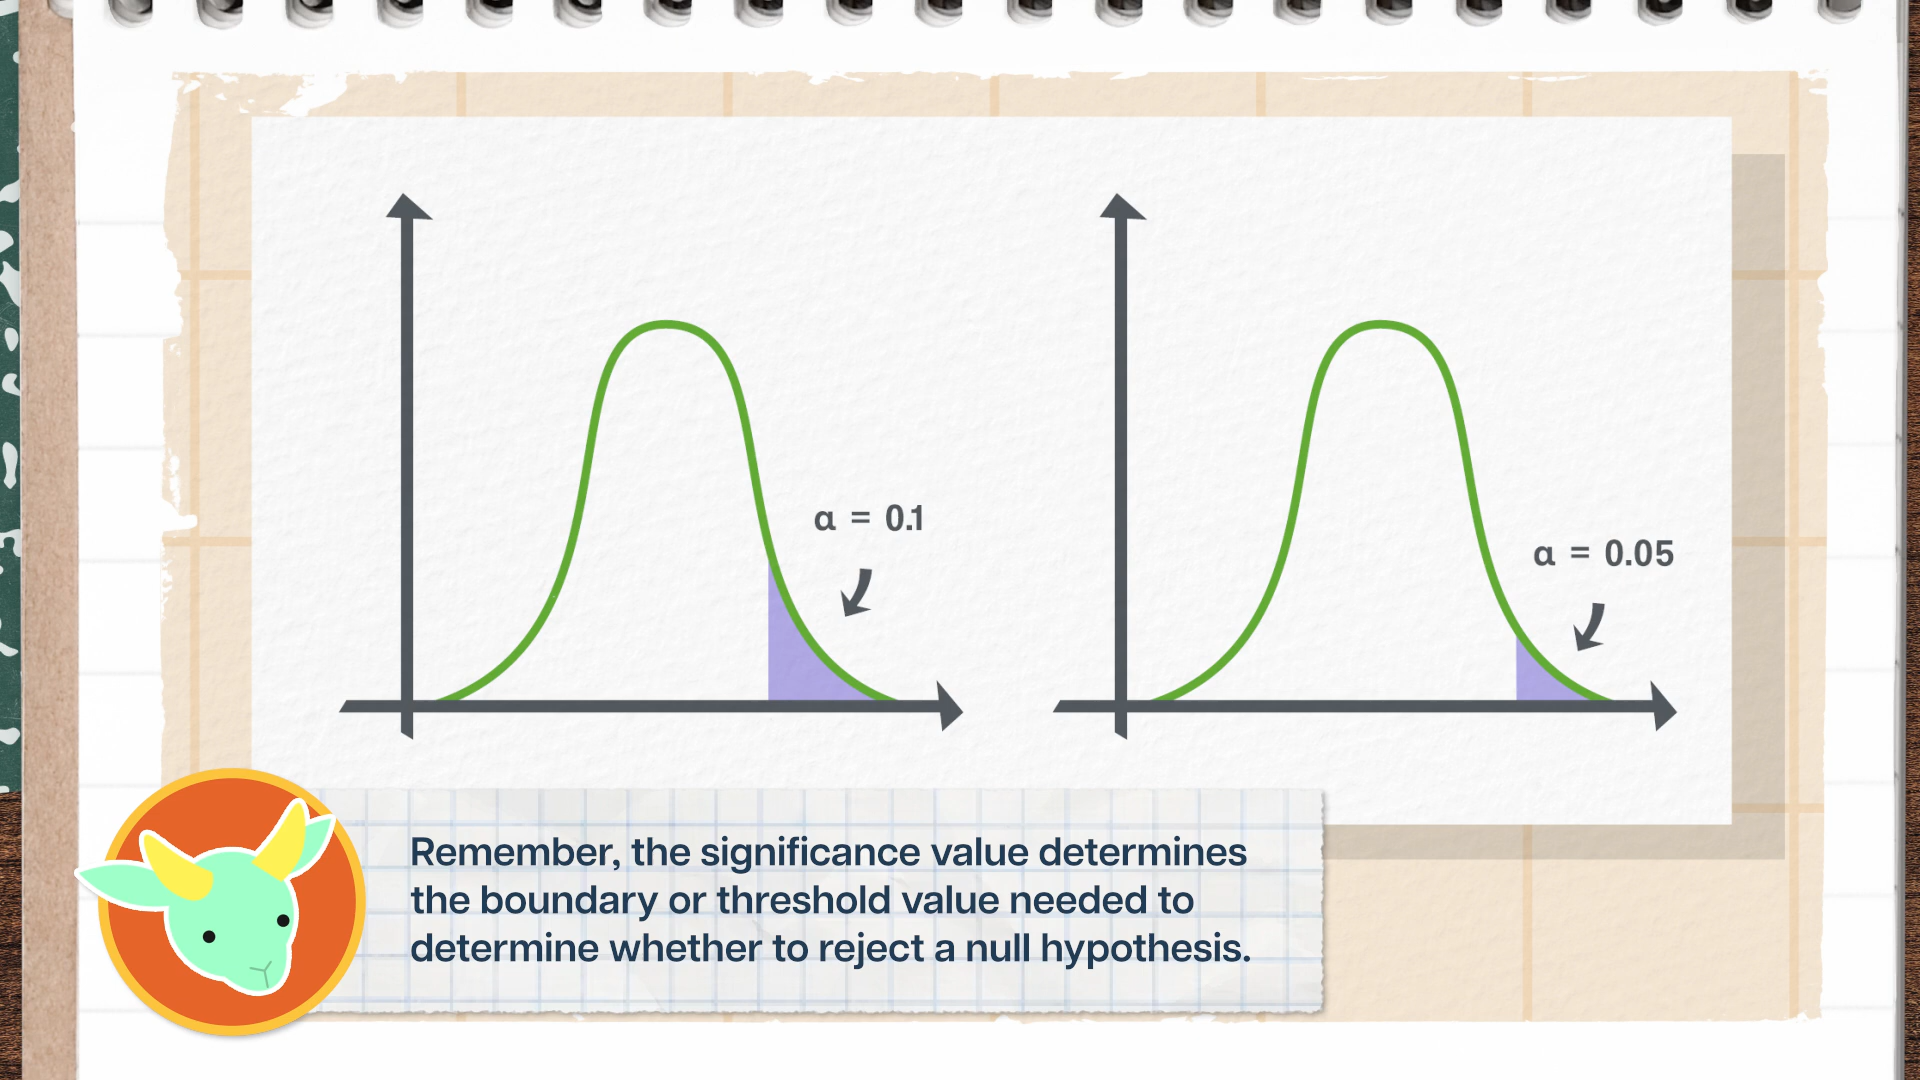 α = 0.1
α = 0.05
Remember, the significance value determines
the boundary or threshold value needed to
determine whether to reject a null hypothesis.